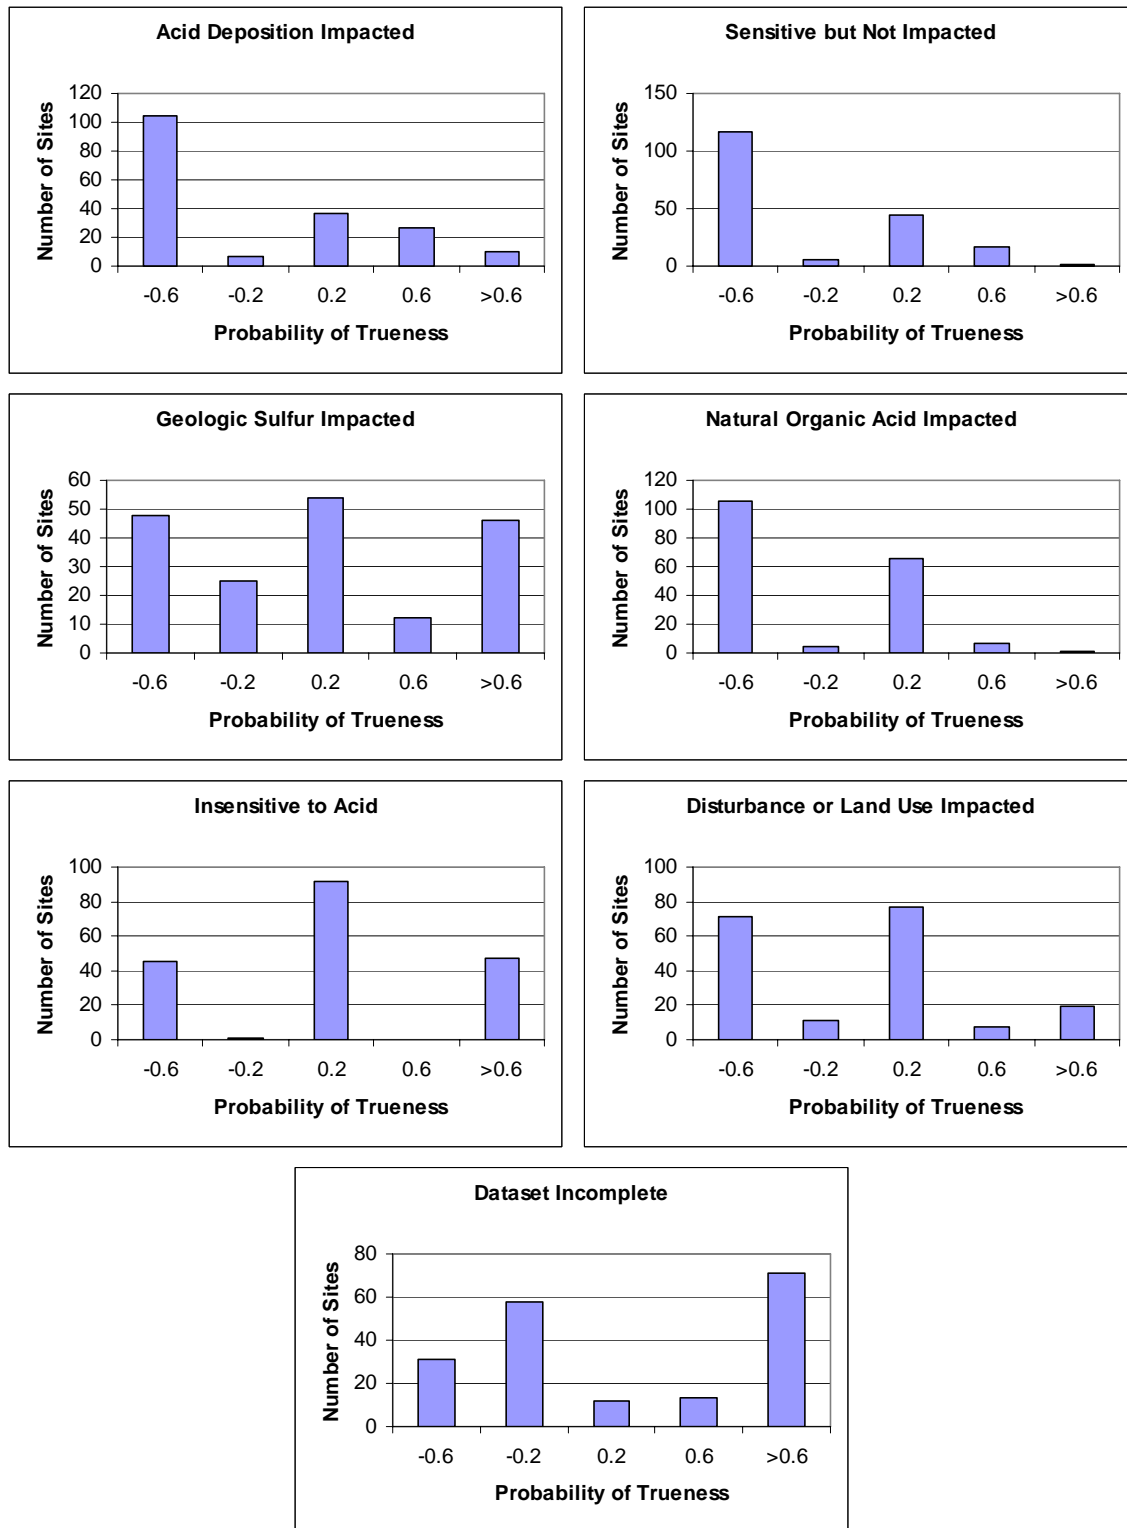 Acid Deposition Impacted
Number of Sites
120
100
80
60
40
20
0
-0.6 -0.2 0.2 0.6 >0.6
Probability of Trueness
Sensitive but Not Impacted
Number of Sites
150
100
50
0
-0.6 -0.2 0.2 0.6 >0.6
Probability of Trueness
Geologic Sulfur Impacted
Number of Sites
60
50
40
30
20
10
0
-0.6 -0.2 0.2 0.6 >0.6
Probability of Trueness
Natural Organic Acid Impacted
Number of Sites
120
100
80
60
40
20
0
-0.6 -0.2 0.2 0.6 >0.6
Probability of Trueness
Insensitive to Acid
Number of Sites
100
80
60
40
20
0
-0.6 -0.2 0.2 0.6 >0.6
Probability of Trueness
Disturbance or Land Use Impacted
Number of Sites
100
80
60
40
20
0
-0.6 -0.2 0.2 0.6 >0.6
Probability of Trueness
Dataset Incomplete
Number of Sites
80
60
40
20
0
-0.6 -0.2 0.2 0.6 >0.6
Probability of Trueness